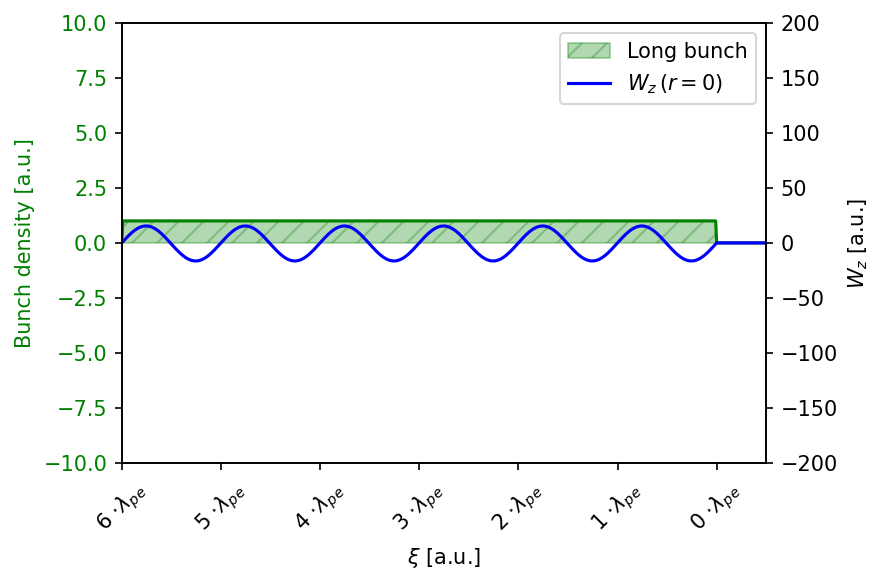 10.0
7.5
5.0
2.5
0.0
−2.5
−5.0
−7.5
−10.0
Bunch density [a.u.]
Long bunch
W_z (r = 0)
200
150
100
50
0
−50
−100
−150
−200
W_z [a.u.]
6 · λ_pe
5 · λ_pe
4 · λ_pe
3 · λ_pe
2 · λ_pe
1 · λ_pe
0 · λ_pe
ξ [a.u.]